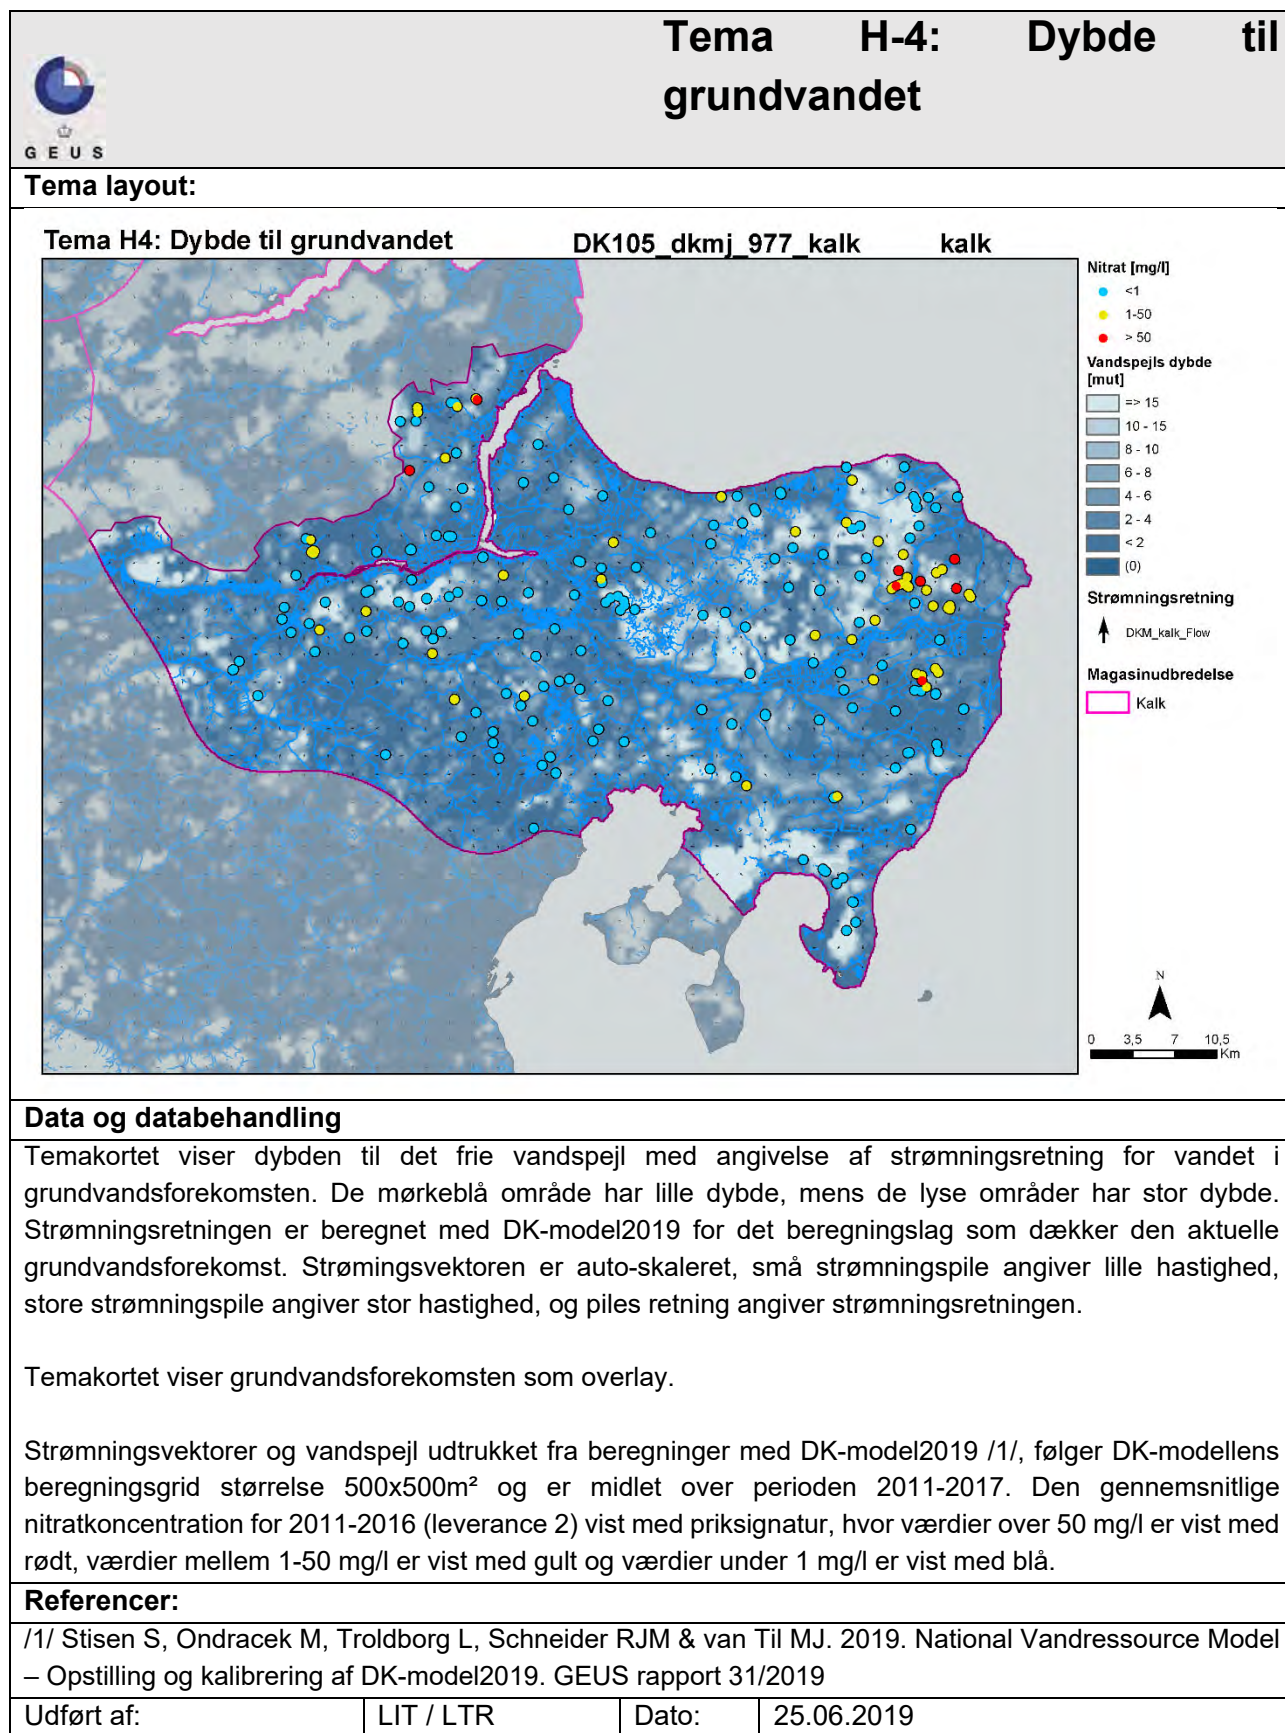 Tema H-4: Dybde til
grundvandet
G E U S
Tema layout:
Tema H4: Dybde til grundvandet DK105_dkmj_977_kalk kalk
Nitrat [mg/l]
<1
1-50
> 50
Vandspejls dybde
[mut]
=> 15
10 - 15
8 - 10
6 - 8
4 - 6
2 - 4
< 2
(0)
Strømningsretning
DKM_kalk_Flow
Magasinudbredelse
Kalk
N
0 3,5 7 10,5
Km
Data og databehandling
Temakortet viser dybden til det frie vandspejl med angivelse af strømningsretning for vandet i
grundvandsforekomsten. De mørkeblå område har lille dybde, mens de lyse områder har stor dybde.
Strømningsretningen er beregnet med DK-model2019 for det beregningslag som dækker den aktuelle
grundvandsforekomst. Strømingsvektoren er auto-skaleret, små strømningspile angiver lille hastighed,
store strømningspile angiver stor hastighed, og piles retning angiver strømningsretningen.
Temakortet viser grundvandsforekomsten som overlay.
Strømningsvektorer og vandspejl udtrukket fra beregninger med DK-model2019 /1/, følger DK-modellens
beregningsgrid størrelse 500x500m² og er midlet over perioden 2011-2017. Den gennemsnitlige
nitratkoncentration for 2011-2016 (leverance 2) vist med priksignatur, hvor værdier over 50 mg/l er vist med
rødt, værdier mellem 1-50 mg/l er vist med gult og værdier under 1 mg/l er vist med blå.
Referencer:
/1/ Stisen S, Ondracek M, Troldborg L, Schneider RJM & van Til MJ. 2019. National Vandressource Model
– Opstilling og kalibrering af DK-model2019. GEUS rapport 31/2019
Udført af: LIT / LTR Dato: 25.06.2019